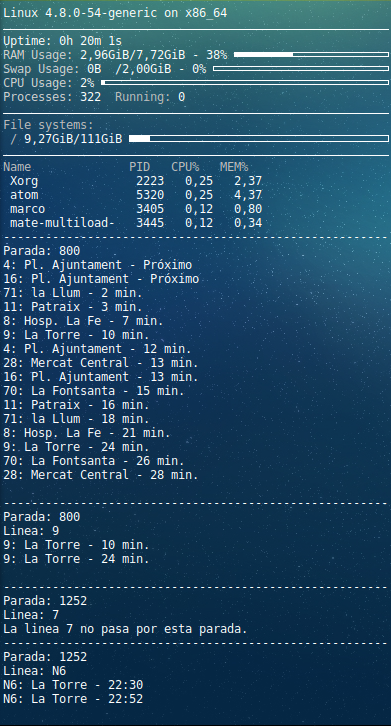 Linux 4.8.0-54-generic on x86_64
Uptime: 0h 20m 1s
RAM Usage: 2,96GiB/7,72GiB - 38%
Swap Usage: 0B /2,00GiB - 0%
CPU Usage: 2%
Processes: 322 Running: 0
File systems:
/ 9,27GiB/111GiB
Name PID CPU% MEM%
Xorg 2223 0,25 2,37
atom 5320 0,25 4,37
marco 3405 0,12 0,80
mate-multiload- 3445 0,12 0,34
Parada: 800
4: Pl. Ajuntament - Próximo
16: Pl. Ajuntament - Próximo
71: la Llum - 2 min.
11: Patraix - 3 min.
8: Hosp. La Fe - 7 min.
9: La Torre - 10 min.
4: Pl. Ajuntament - 12 min.
28: Mercat Central - 13 min.
16: Pl. Ajuntament - 13 min.
70: La Fontsanta - 15 min.
11: Patraix - 16 min.
71: la Llum - 18 min.
8: Hosp. La Fe - 21 min.
9: La Torre - 24 min.
70: La Fontsanta - 26 min.
28: Mercat Central - 28 min.
Parada: 800
Linea: 9
9: La Torre - 10 min.
9: La Torre - 24 min.
Parada: 1252
Linea: 7
La linea 7 no pasa por esta parada.
Parada: 1252
Linea: N6
N6: La Torre - 22:30
N6: La Torre - 22:52